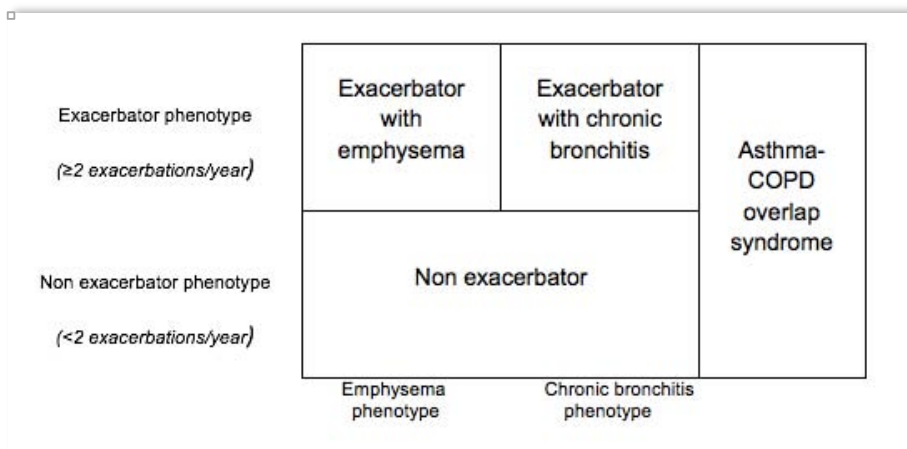 Exacerbator phenotype
(≥2 exacerbations/year)
Exacerbator
with
emphysema
Exacerbator
with chronic
bronchitis
Asthma-
COPD
overlap
syndrome
Non exacerbator phenotype
(<2 exacerbations/year)
Non exacerbator
Emphysema
phenotype
Chronic bronchitis
phenotype